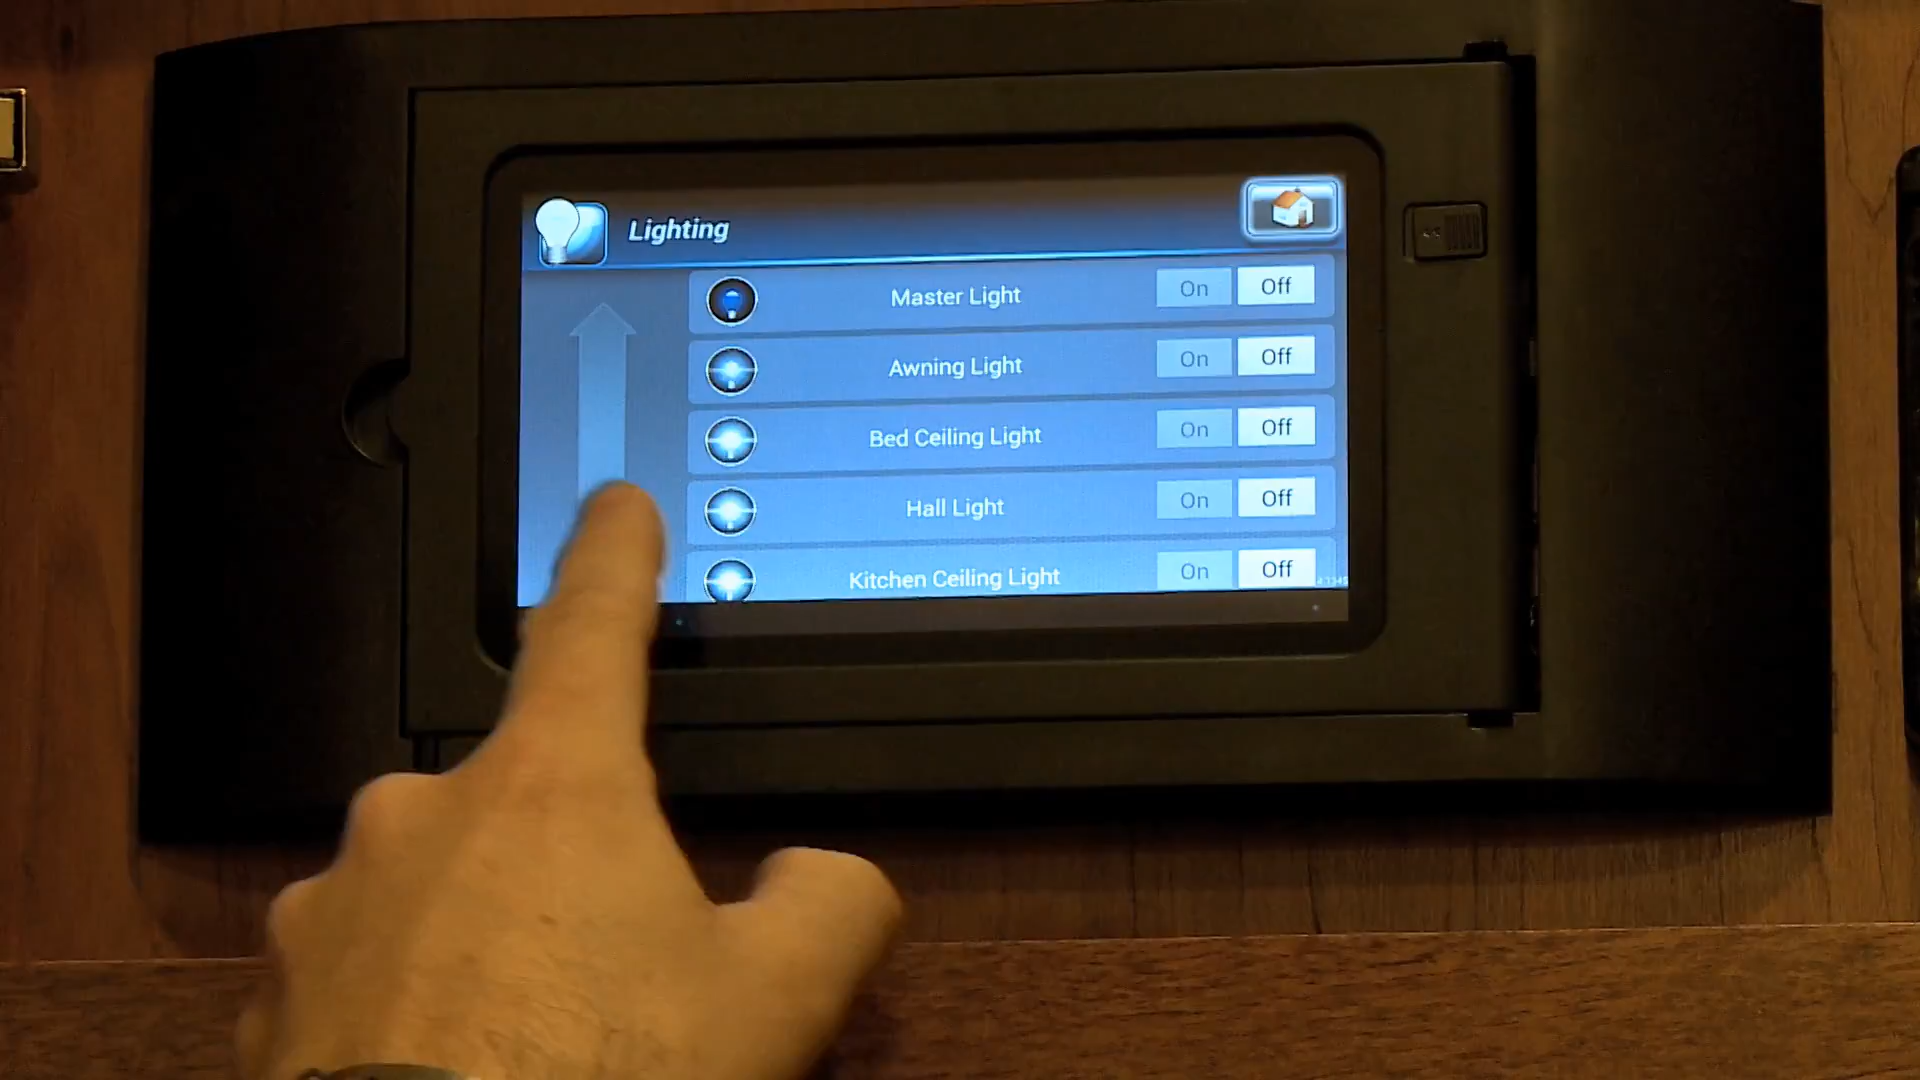 Lighting
Master Light On Off
Awning Light On Off
Bed Ceiling Light On Off
Hall Light On Off
Kitchen Ceiling Light On Off